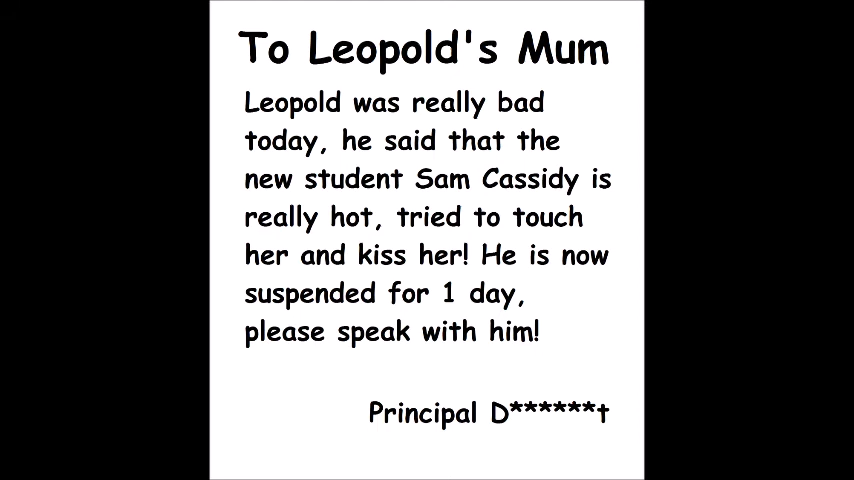 To Leopold's Mum
Leopold was really bad
today, he said that the
new student Sam Cassidy is
really hot, tried to touch
her and kiss her! He is now
suspended for 1 day,
please speak with him!
Principal D******t